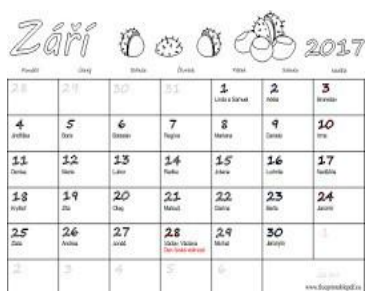 Září 2017
Pondělí Úterý Středa Čtvrtek Pátek Sobota Neděle
28 29 30 31 1 2 3
Linda a Samuel Adéla Bronislav
4 5 6 7 8 9 10
Jindřiška Boris Boleslav Regína Mariana Daniela Irma
11 12 13 14 15 16 17
Denisa Marie Lubor Radka Jolana Ludmila Naděžda
18 19 20 21 22 23 24
Kryštof Zita Oleg Matouš Darina Berta Jaromír
25 26 27 28 29 30 1
Zlata Andrea Jonáš Václav Michal Jeroným
2 3 4 5 6
www.theprintablepdf.eu